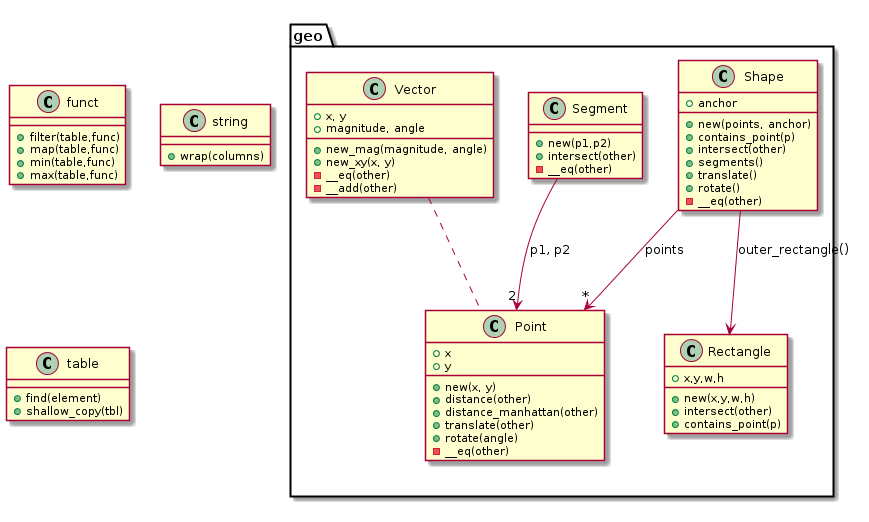 geo
C funct
filter(table,func)
map(table,func)
min(table,func)
max(table,func)
C string
wrap(columns)
C Vector
x, y
magnitude, angle
new_mag(magnitude, angle)
new_xy(x, y)
__eq(other)
__add(other)
C Segment
new(p1,p2)
intersect(other)
__eq(other)
C Shape
anchor
new(points, anchor)
contains_point(p)
intersect(other)
segments()
translate()
rotate()
__eq(other)
p1, p2
points
outer_rectangle()
2
*
C table
find(element)
shallow_copy(tbl)
C Point
x
y
new(x, y)
distance(other)
distance_manhattan(other)
translate(other)
rotate(angle)
__eq(other)
C Rectangle
x,y,w,h
new(x,y,w,h)
intersect(other)
contains_point(p)